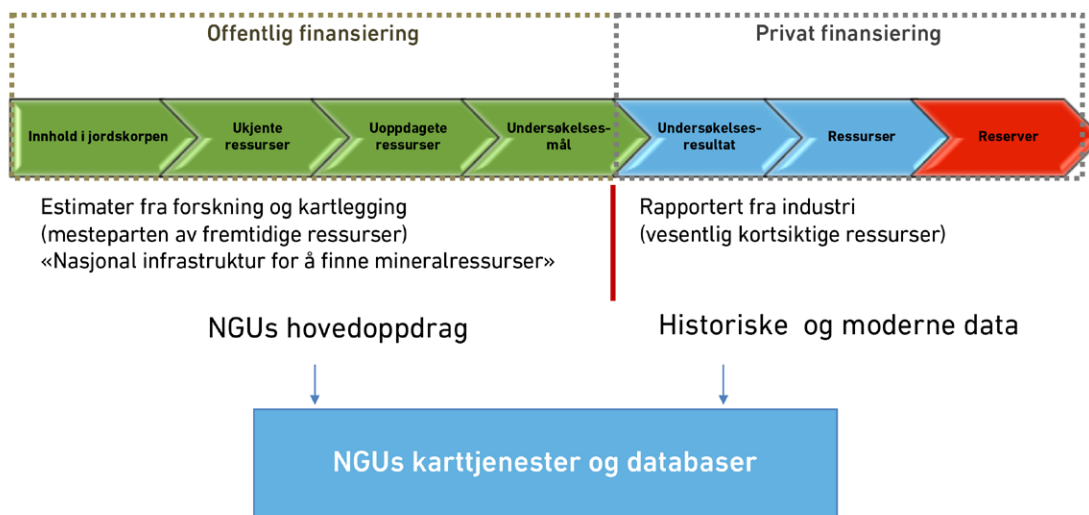 Offentlig finansiering
Privat finansiering
Innhold i jordskorpen
Ukjente
ressurser
Uoppdagete
ressurser
Undersøkelses-
mål
Undersøkelses-
resultat
Ressurser
Reserver
Estimater fra forskning og kartlegging
(mesteparten av fremtidige ressurser)
«Nasjonal infrastruktur for å finne mineralressurser»
Rapportert fra industri
(vesentlig kortsiktige ressurser)
NGUs hovedoppdrag
Historiske og moderne data
NGUs karttjenester og databaser